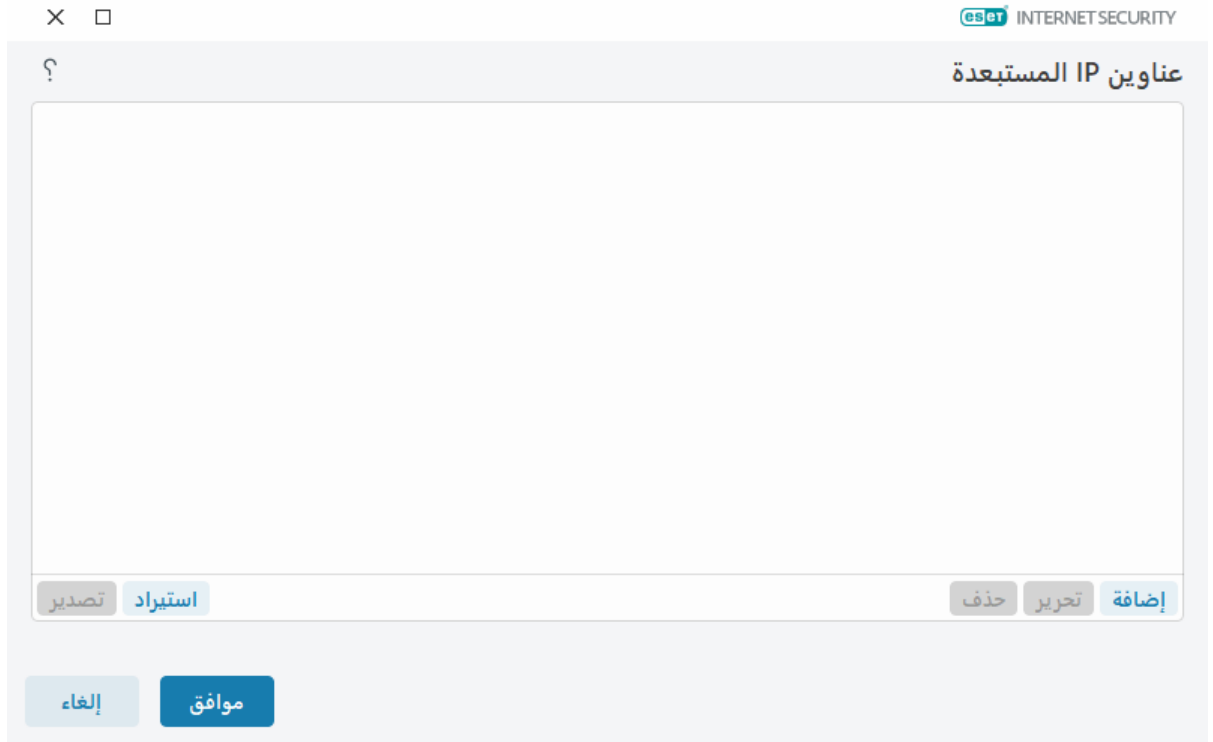 eset INTERNET SECURITY
عناوين IP المستبعدة ؟
إضافة تحرير حذف استيراد تصدير
موافق إلغاء